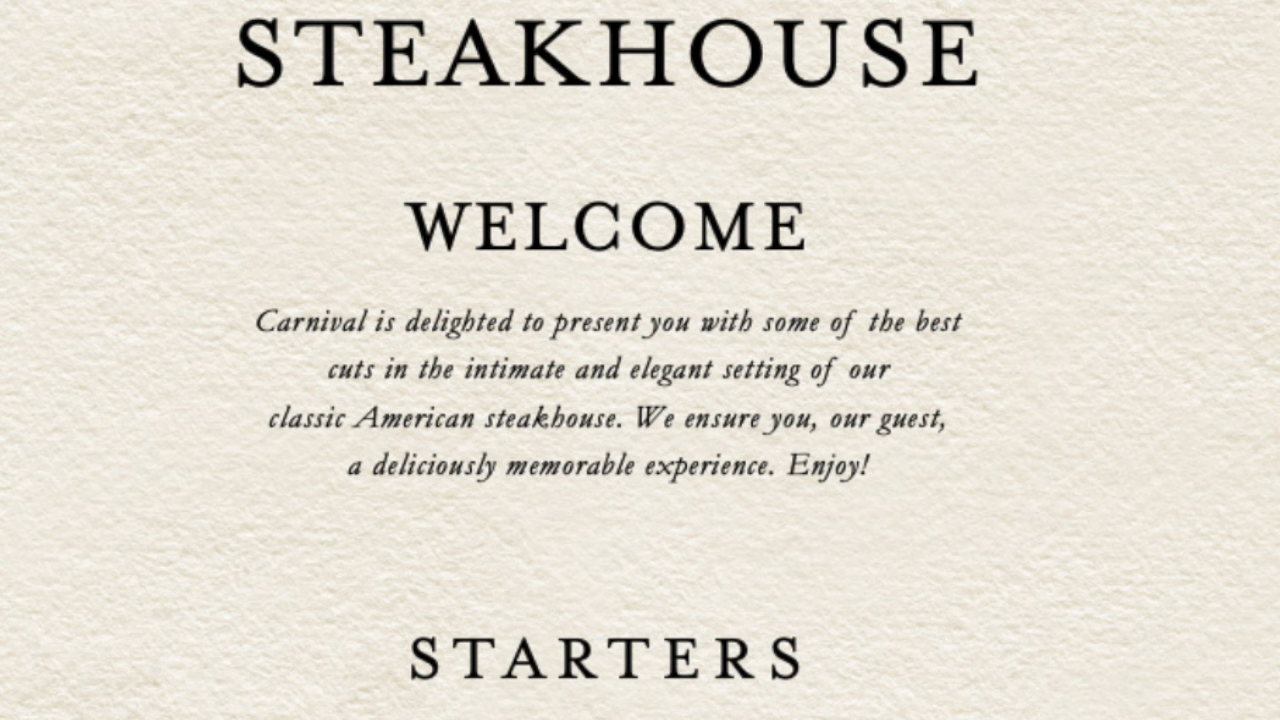 STEAKHOUSE
WELCOME
Carnival is delighted to present you with some of the best
cuts in the intimate and elegant setting of our
classic American steakhouse. We ensure you, our guest,
a deliciously memorable experience. Enjoy!
STARTERS